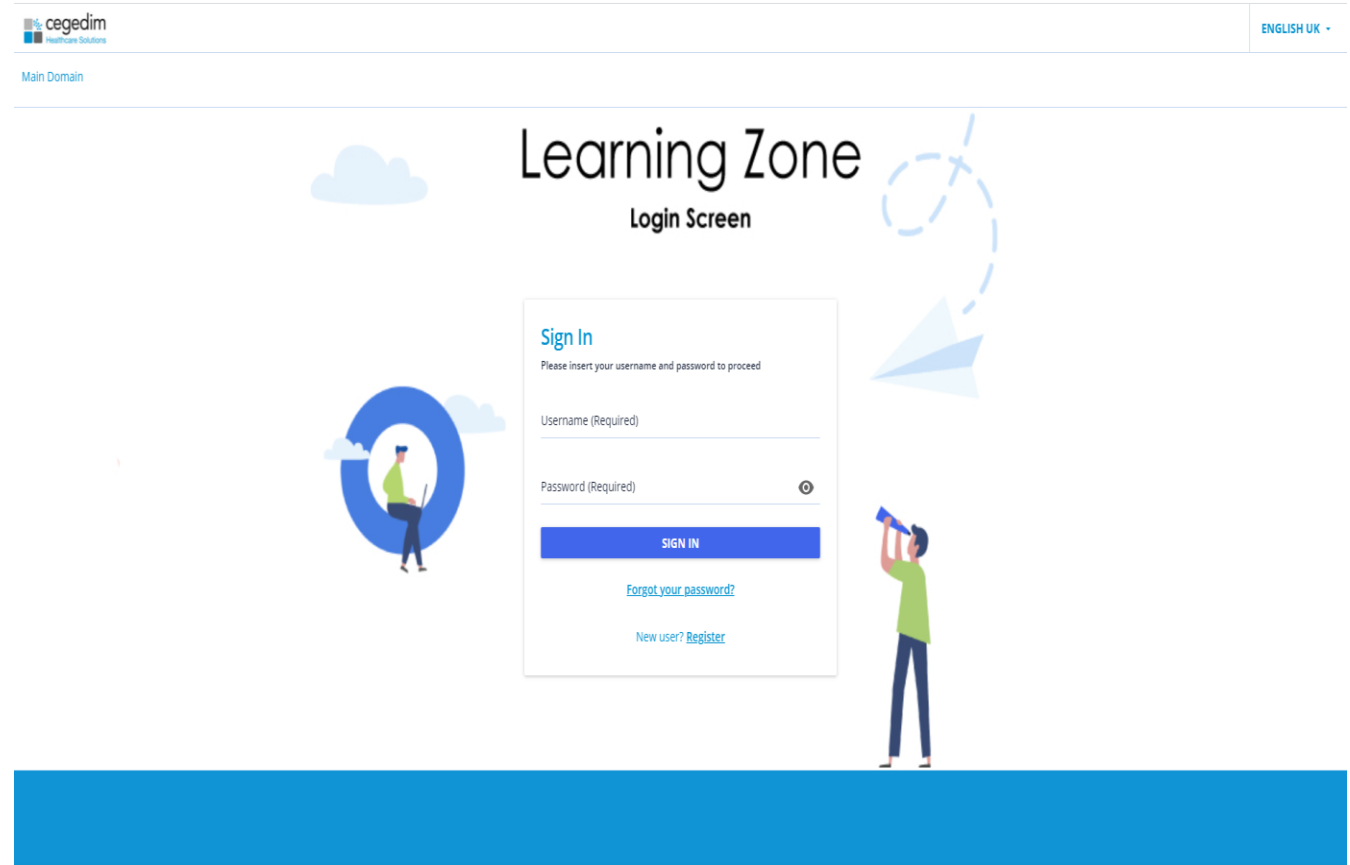 cegedim
Healthcare Solutions
ENGLISH UK
Main Domain
Learning Zone
Login Screen
Sign In
Please insert your username and password to proceed
Username (Required)
Password (Required)
SIGN IN
Forgot your password?
New user? Register